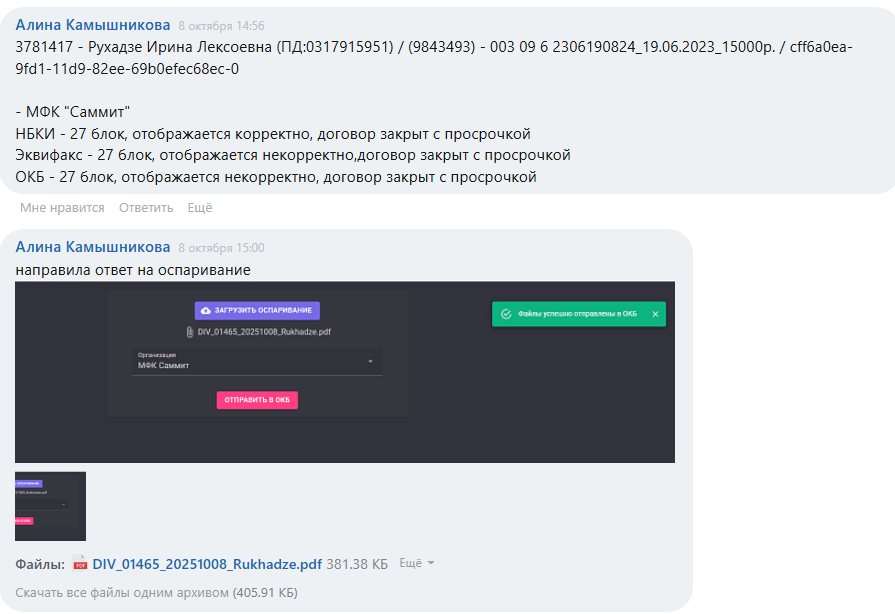 Алина Камышникова 8 октября 14:56
3781417 - Рухадзе Ирина Лексоевна (ПД:0317915951) / (9843493) - 003 09 6 2306190824_19.06.2023_15000р. / cff6a0ea-
9fd1-11d9-82ee-69b0efec68ec-0
- МФК "Саммит"
НБКИ - 27 блок, отображается корректно, договор закрыт с просрочкой
Эквифакс - 27 блок, отображается некорректно,договор закрыт с просрочкой
ОКБ - 27 блок, отображается некорректно, договор закрыт с просрочкой
Мне нравится Ответить Ещё
Алина Камышникова 8 октября 15:00
направила ответ на оспаривание
ЗАГРУЗИТЬ ОСПАРИВАНИЕ
Файлы успешно отправлены в ОКБ
DIV_01465_20251008_Rukhadze.pdf
Организация
МФК Саммит
ОТПРАВИТЬ В ОКБ
Файлы: PDF DIV_01465_20251008_Rukhadze.pdf 381.38 КБ Ещё
Скачать все файлы одним архивом (405.91 КБ)